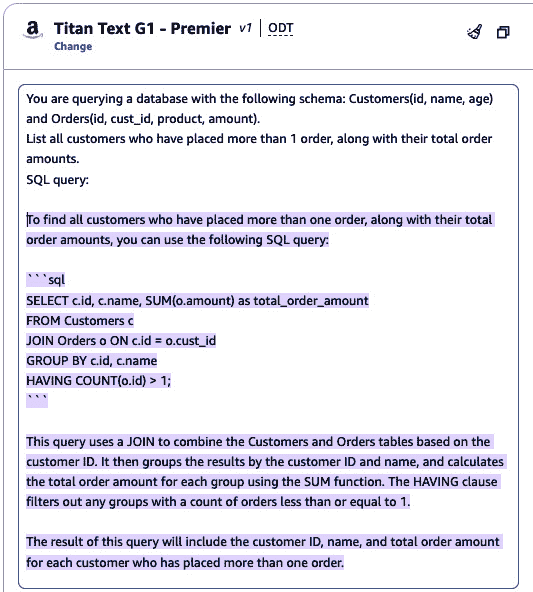 a
Titan Text G1 - Premier v1 | ODT
Change
You are querying a database with the following schema: Customers(id, name, age)
and Orders(id, cust_id, product, amount).
List all customers who have placed more than 1 order, along with their total order
amounts.
SQL query:
To find all customers who have placed more than one order, along with their total
order amounts, you can use the following SQL query:
```sql
SELECT c.id, c.name, SUM(o.amount) as total_order_amount
FROM Customers c
JOIN Orders o ON c.id = o.cust_id
GROUP BY c.id, c.name
HAVING COUNT(o.id) > 1;
```
This query uses a JOIN to combine the Customers and Orders tables based on the
customer ID. It then groups the results by the customer ID and name, and calculates
the total order amount for each group using the SUM function. The HAVING clause
filters out any groups with a count of orders less than or equal to 1.
The result of this query will include the customer ID, name, and total order amount
for each customer who has placed more than one order.